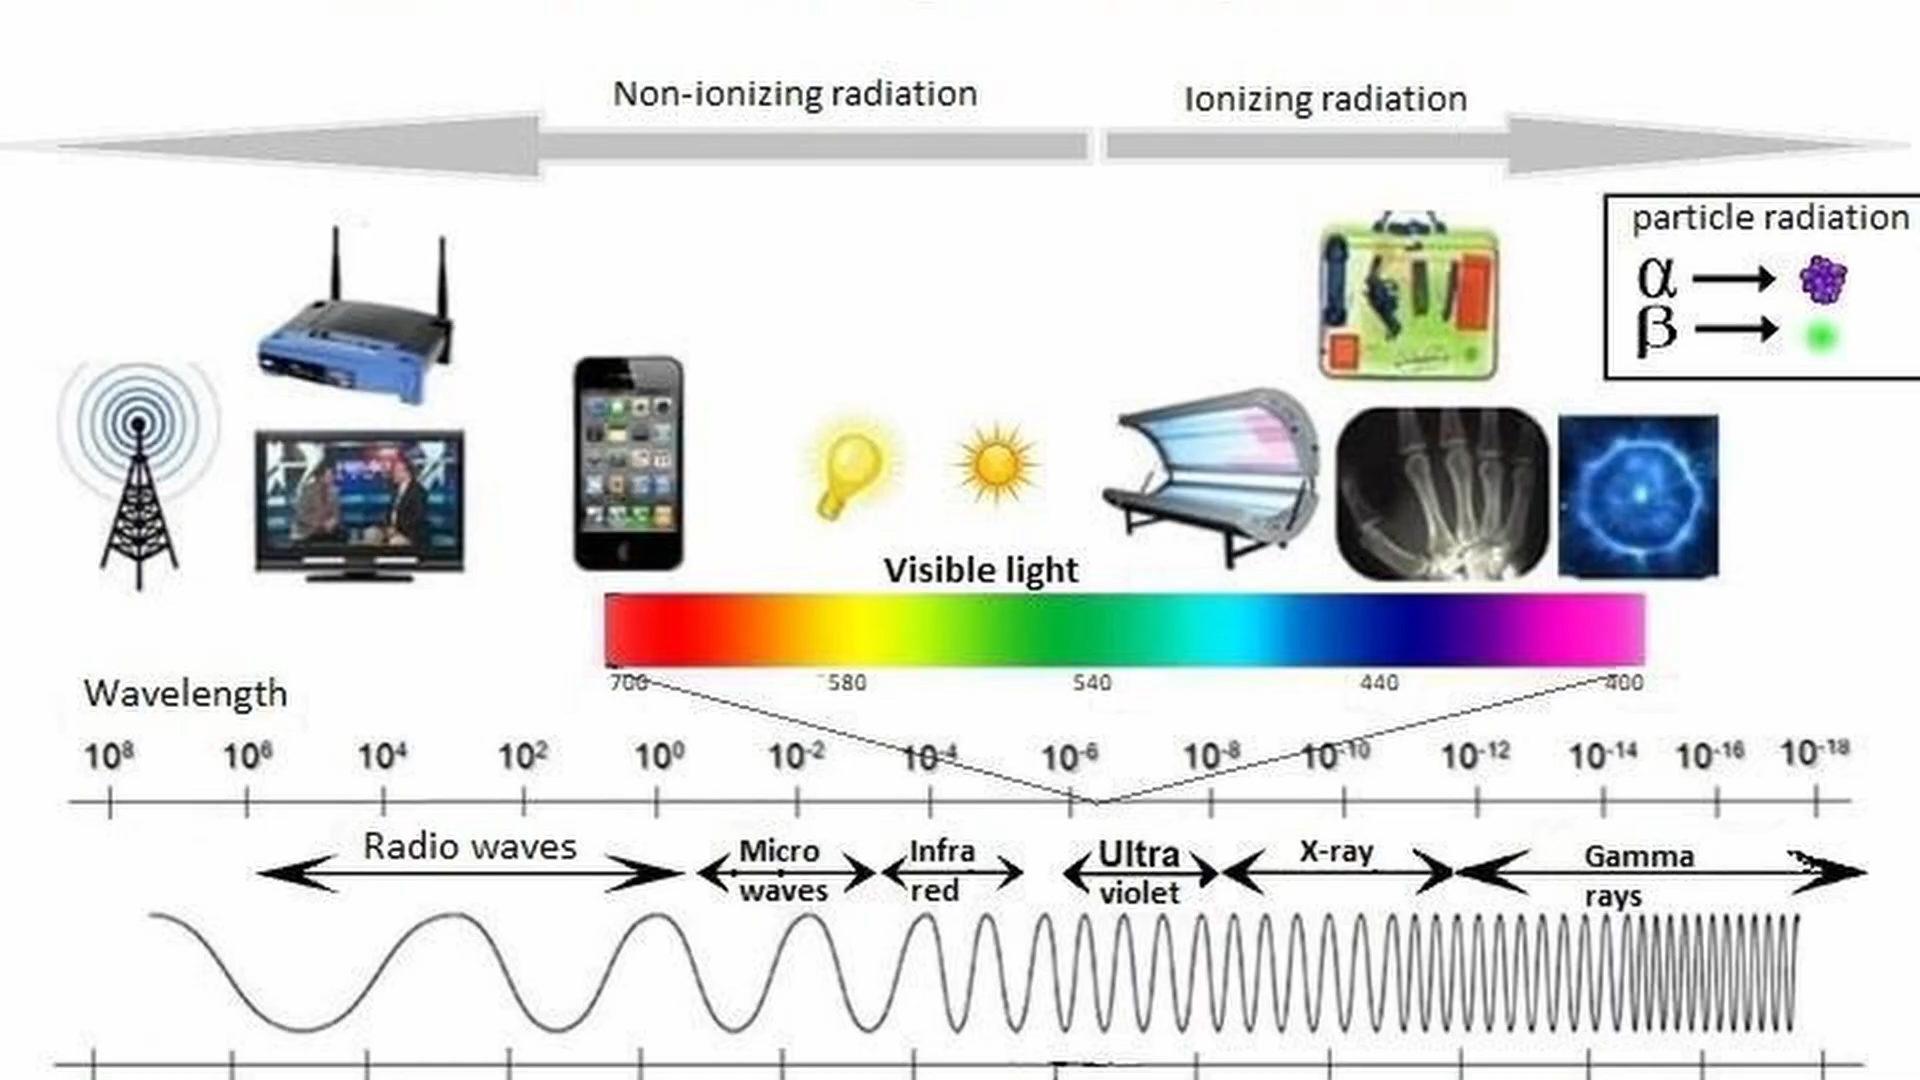 Non-ionizing radiation
Ionizing radiation
particle radiation
α
β
Visible light
700 580 540 440 400
Wavelength
10⁸ 10⁶ 10⁴ 10² 10⁰ 10⁻² 10⁻⁴ 10⁻⁶ 10⁻⁸ 10⁻¹⁰ 10⁻¹² 10⁻¹⁴ 10⁻¹⁶ 10⁻¹⁸
Radio waves
Micro
waves
Infra
red
Ultra
violet
X-ray
Gamma
rays